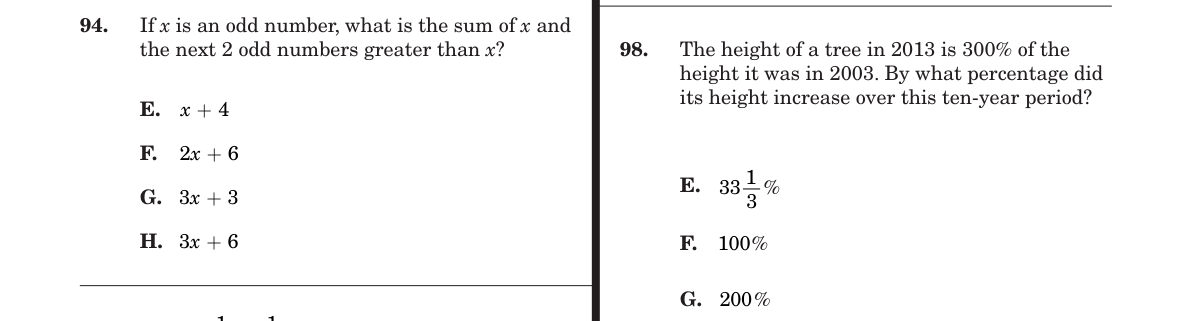 94. If x is an odd number, what is the sum of x and
the next 2 odd numbers greater than x?
E. x + 4
F. 2x + 6
G. 3x + 3
H. 3x + 6
98. The height of a tree in 2013 is 300% of the
height it was in 2003. By what percentage did
its height increase over this ten-year period?
E. 33 1/3 %
F. 100%
G. 200%